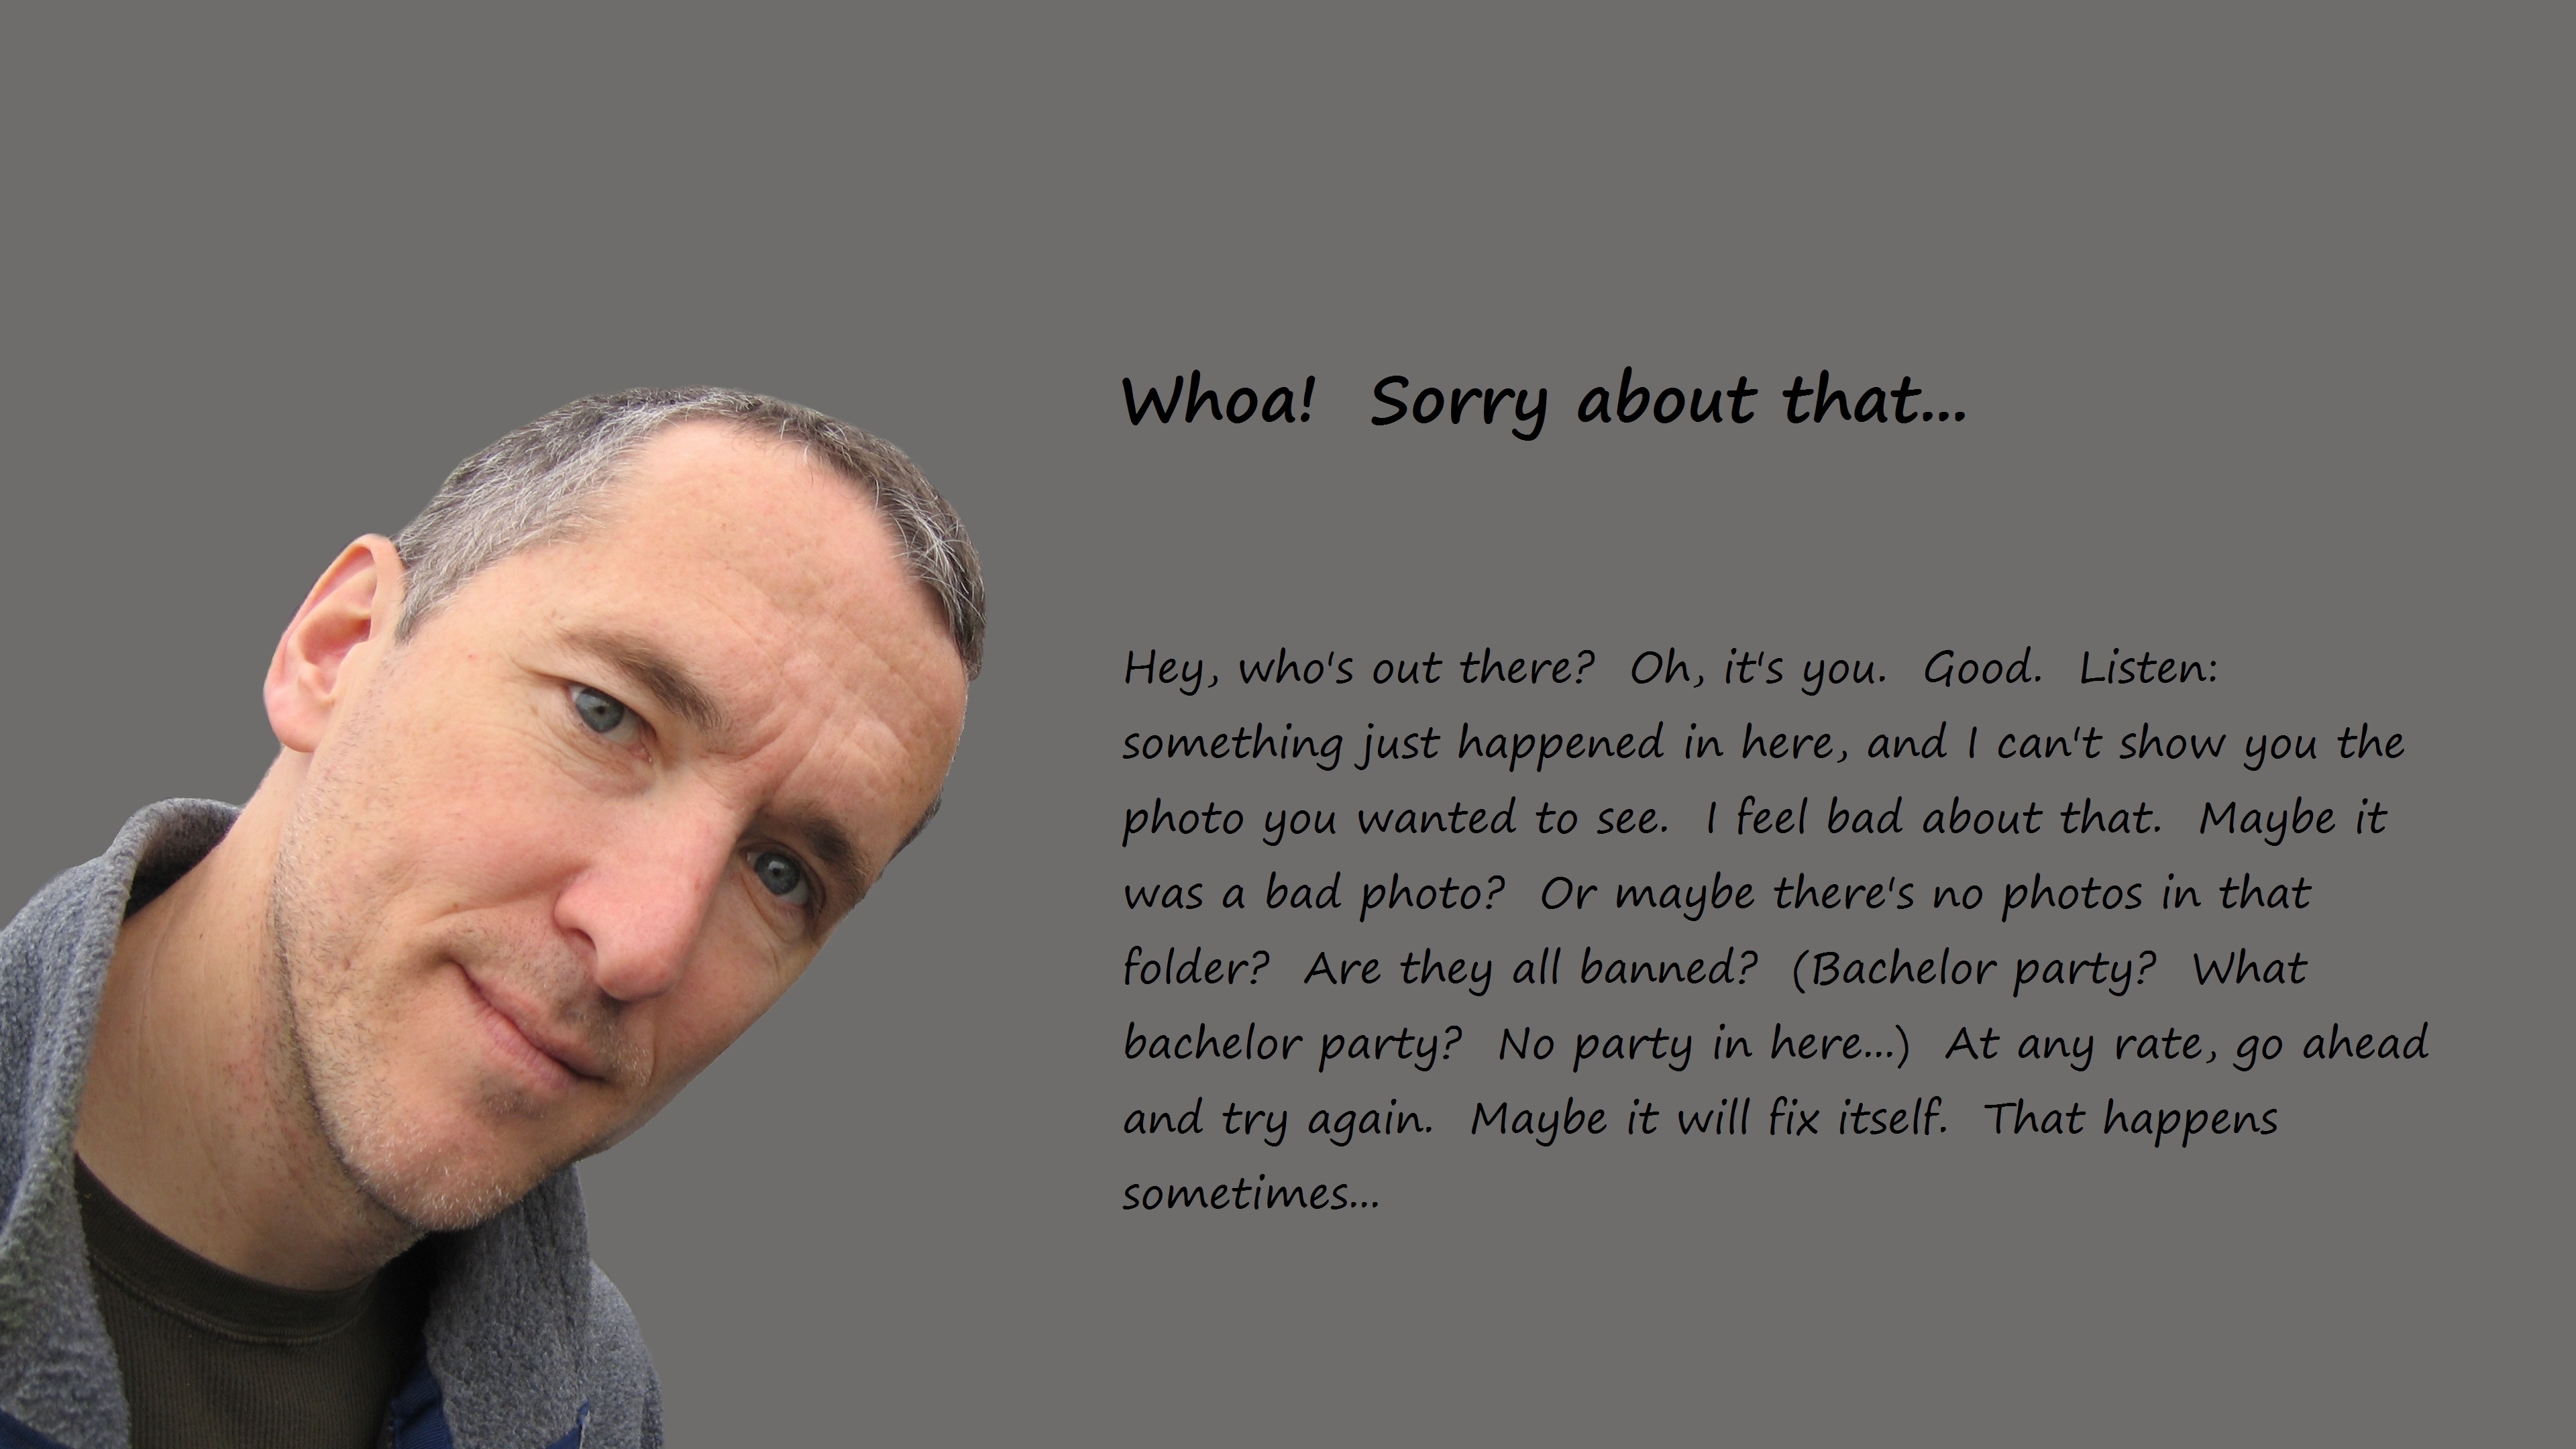 Whoa!  Sorry about that...
Hey, who's out there?  Oh, it's you.  Good.  Listen:
something just happened in here, and I can't show you the
photo you wanted to see.  I feel bad about that.  Maybe it
was a bad photo?  Or maybe there's no photos in that
folder?  Are they all banned?  (Bachelor party?  What
bachelor party?  No party in here...)  At any rate, go ahead
and try again.  Maybe it will fix itself.  That happens
sometimes...